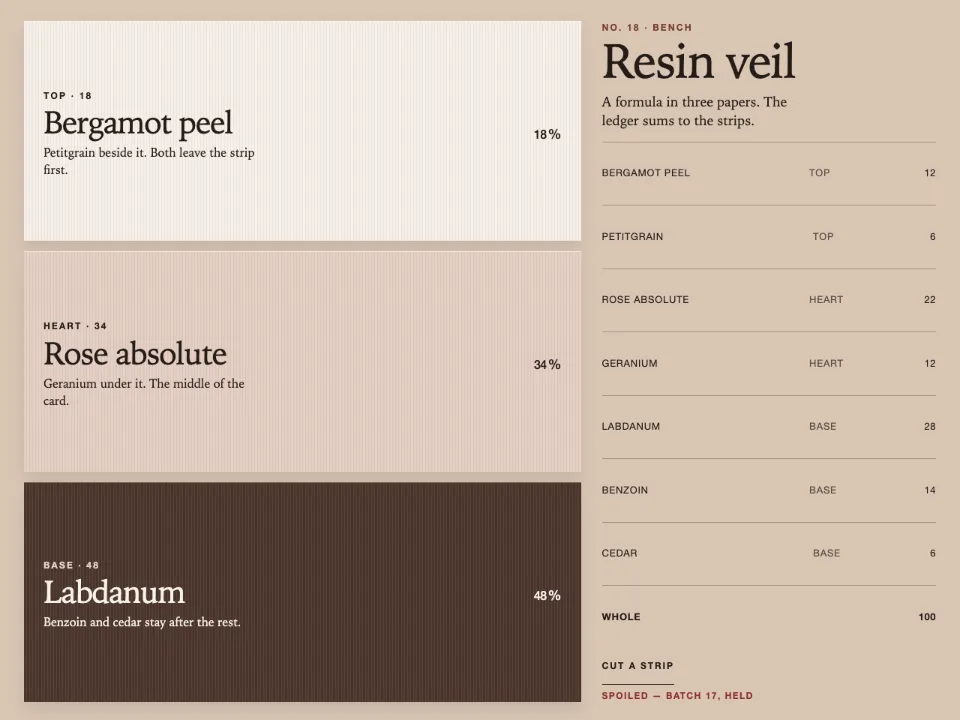 TOP · 18
Bergamot peel
Petitgrain beside it. Both leave the strip
first.
18%
HEART · 34
Rose absolute
Geranium under it. The middle of the
card.
34%
BASE · 48
Labdanum
Benzoin and cedar stay after the rest.
48%
NO. 18 · BENCH
Resin veil
A formula in three papers. The
ledger sums to the strips.
BERGAMOT PEEL TOP 12
PETITGRAIN TOP 6
ROSE ABSOLUTE HEART 22
GERANIUM HEART 12
LABDANUM BASE 28
BENZOIN BASE 14
CEDAR BASE 6
WHOLE 100
CUT A STRIP
SPOILED — BATCH 17, HELD